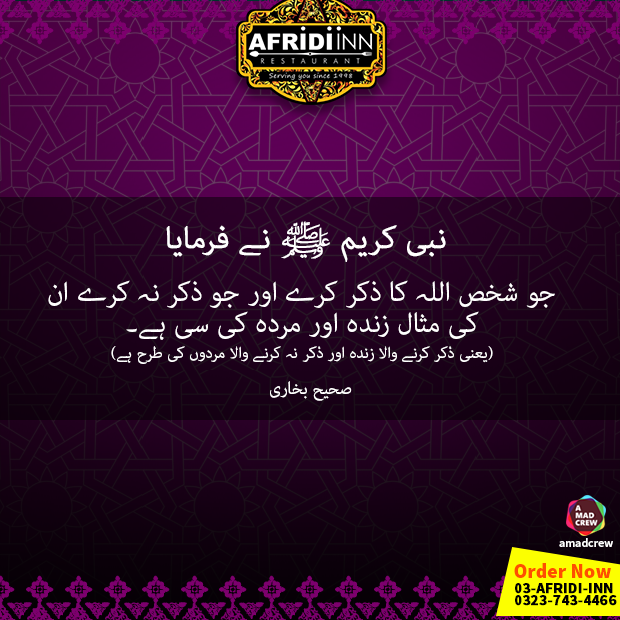 AFRIDI INN
RESTAURANT
Serving you since 1998
نبی کریم ﷺ نے فرمایا
جو شخص اللہ کا ذکر کرے اور جو ذکر نہ کرے ان
کی مثال زندہ اور مردہ کی سی ہے۔
(یعنی ذکر کرنے والا زندہ اور ذکر نہ کرنے والا مردوں کی طرح ہے)
صحیح بخاری
A
MAD
CREW
amadcrew
Order Now
03-AFRIDI-INN
0323-743-4466